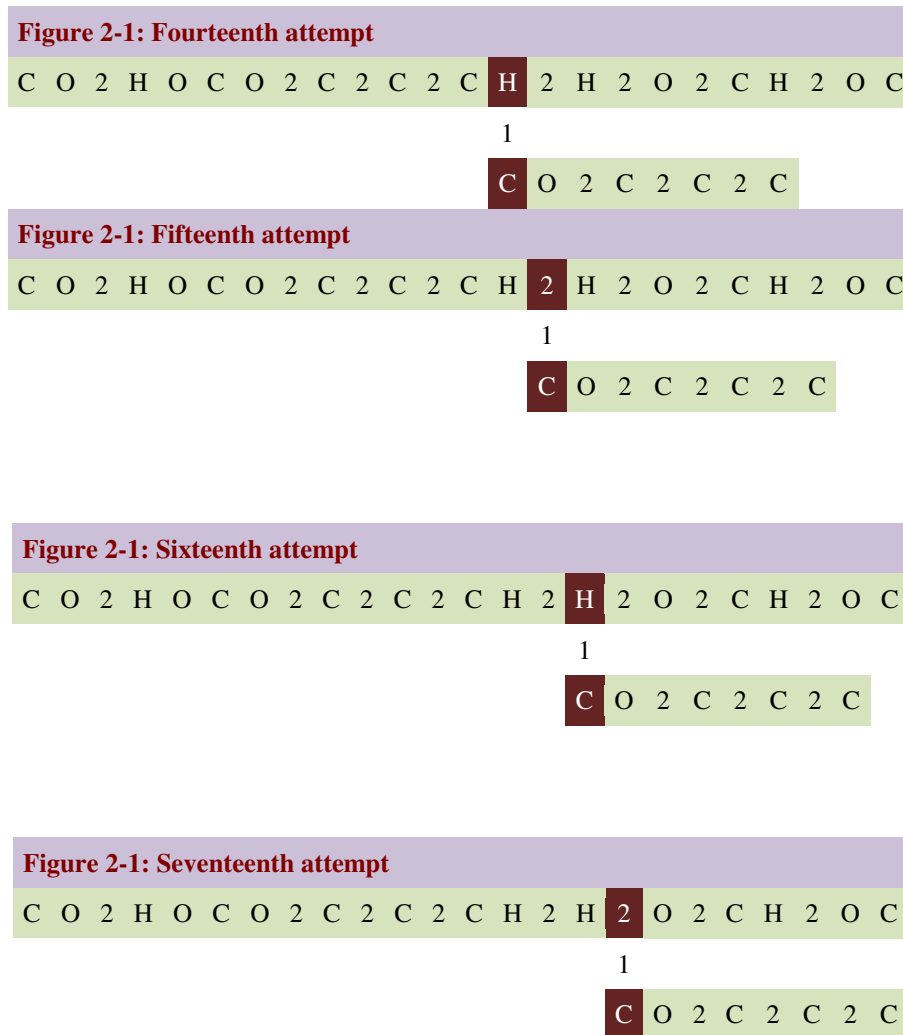 Figure 2-1: Fourteenth attempt
C O 2 H O C O 2 C 2 C 2 C H 2 H 2 O 2 C H 2 O C
1
C O 2 C 2 C 2 C
Figure 2-1: Fifteenth attempt
C O 2 H O C O 2 C 2 C 2 C H 2 H 2 O 2 C H 2 O C
1
C O 2 C 2 C 2 C
Figure 2-1: Sixteenth attempt
C O 2 H O C O 2 C 2 C 2 C H 2 H 2 O 2 C H 2 O C
1
C O 2 C 2 C 2 C
Figure 2-1: Seventeenth attempt
C O 2 H O C O 2 C 2 C 2 C H 2 H 2 O 2 C H 2 O C
1
C O 2 C 2 C 2 C